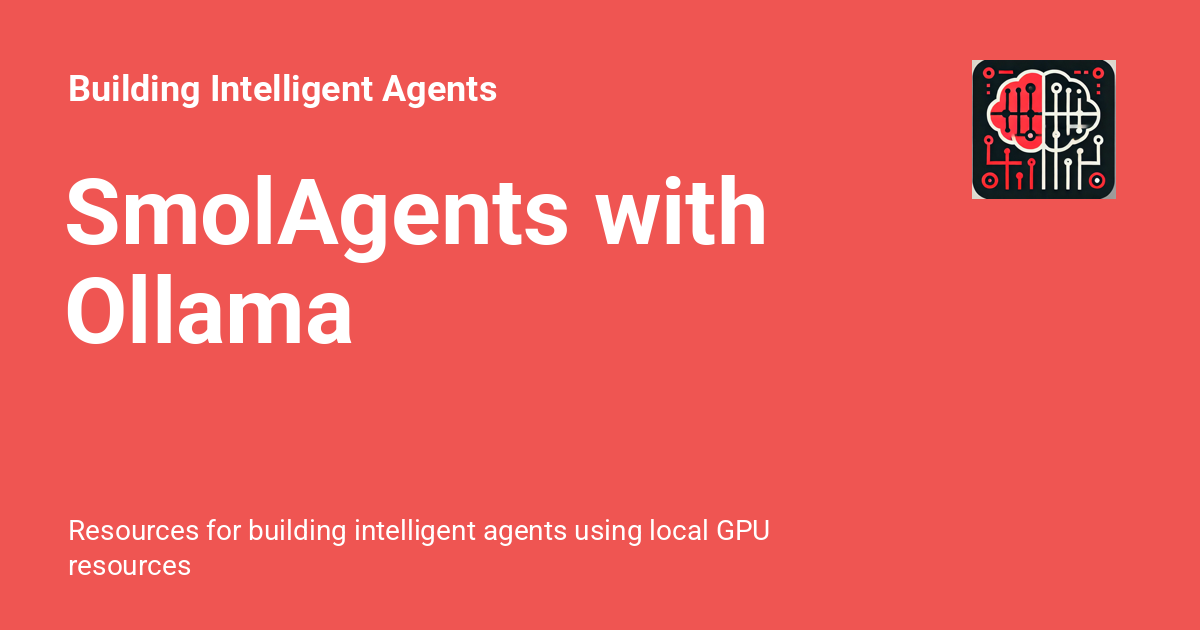 Building Intelligent Agents
SmolAgents with
Ollama
Resources for building intelligent agents using local GPU
resources